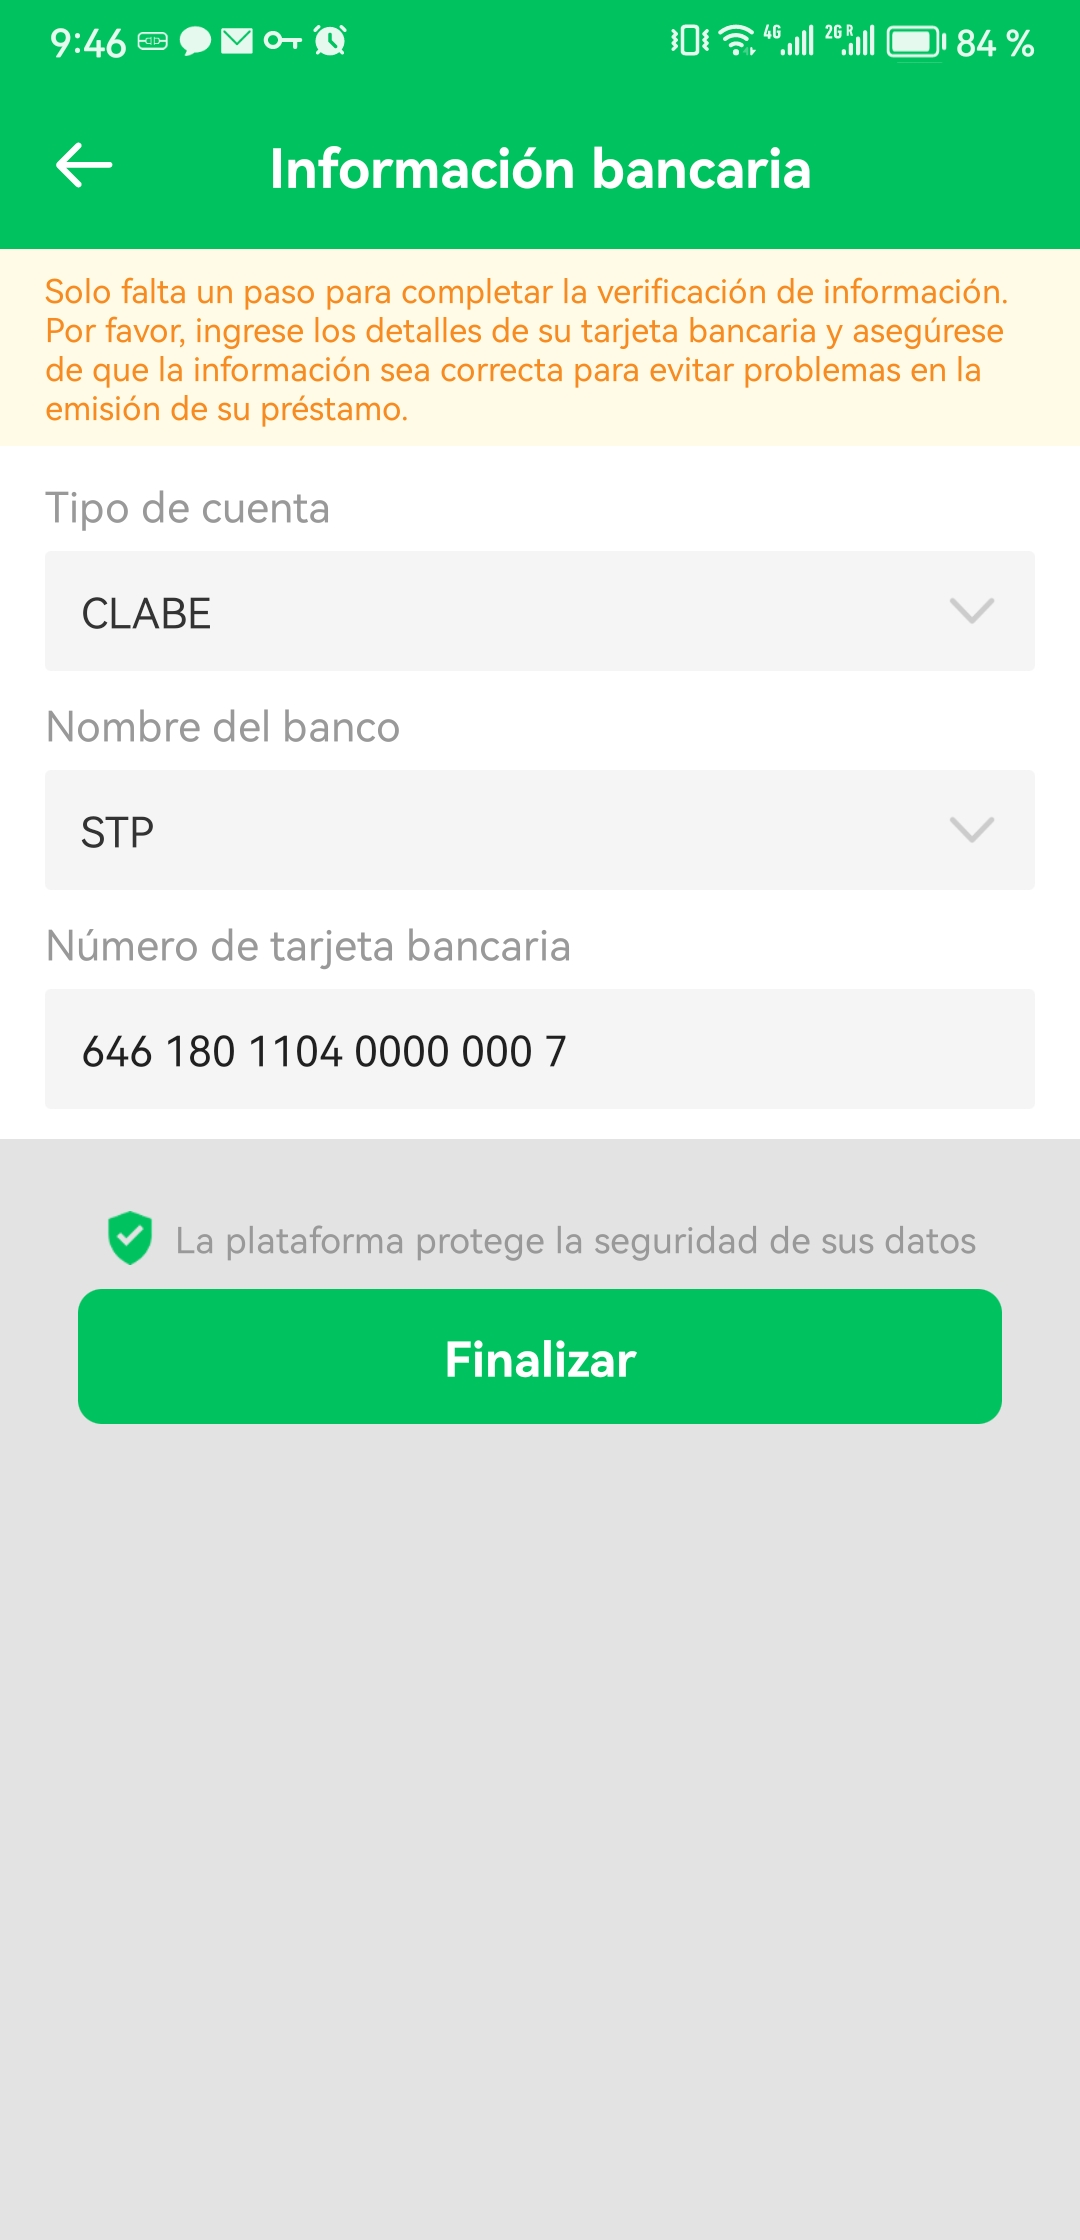 9:46
4G 2G R 84 %
Información bancaria
Solo falta un paso para completar la verificación de información.
Por favor, ingrese los detalles de su tarjeta bancaria y asegúrese
de que la información sea correcta para evitar problemas en la
emisión de su préstamo.
Tipo de cuenta
CLABE
Nombre del banco
STP
Número de tarjeta bancaria
646 180 1104 0000 000 7
La plataforma protege la seguridad de sus datos
Finalizar